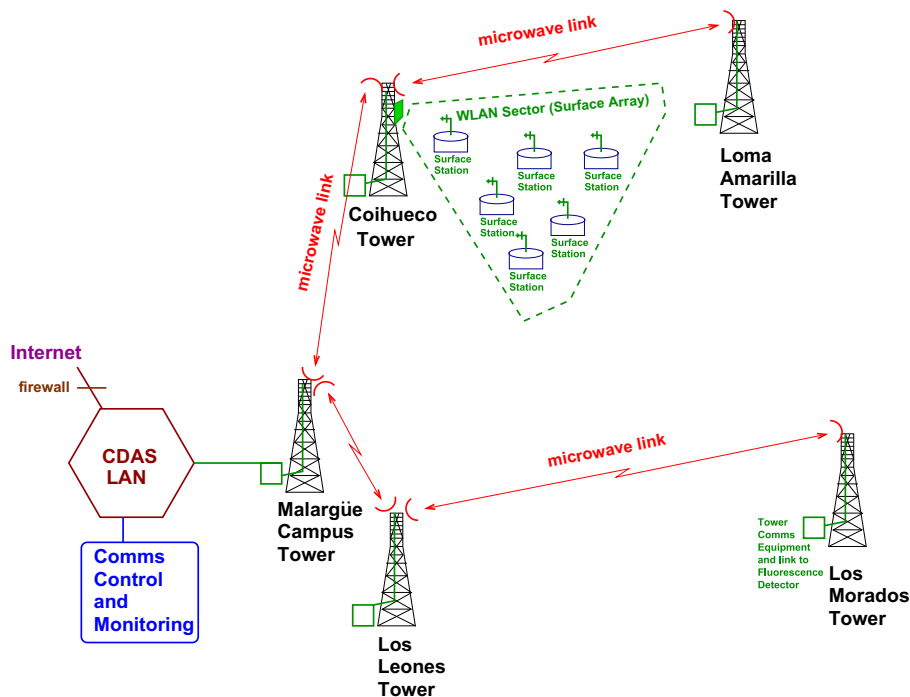 microwave link
WLAN Sector (Surface Array)
Surface
Station
Surface
Station
Surface
Station
Surface
Station
Surface
Station
Surface
Station
Loma
Amarilla
Tower
Coihueco
Tower
microwave link
Internet
firewall
CDAS
LAN
Malargüe
Campus
Tower
microwave link
Comms
Control
and
Monitoring
Tower
Comms
Equipment
and link to
Fluorescence
Detector
Los
Morados
Tower
Los
Leones
Tower